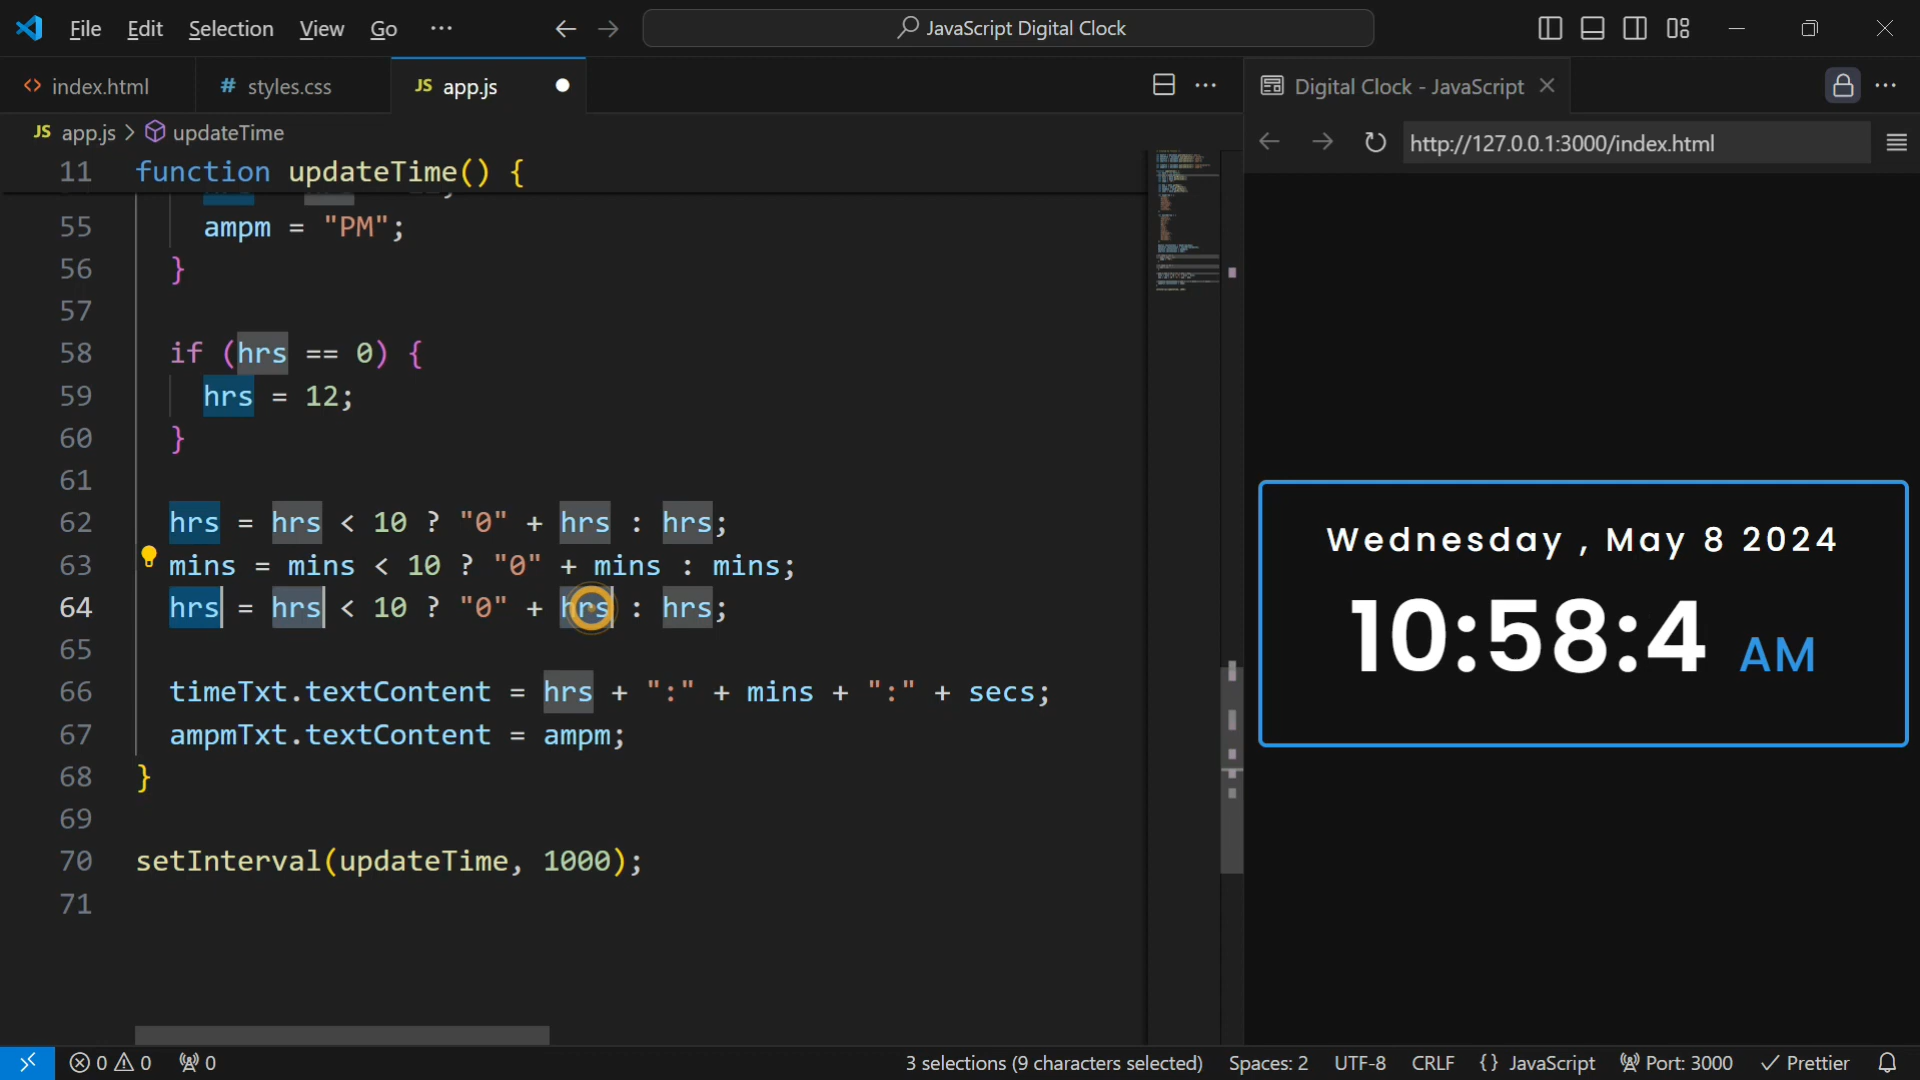 File Edit Selection View Go ··· JavaScript Digital Clock
index.html # styles.css JS app.js
Digital Clock - JavaScript
JS app.js > updateTime
http://127.0.0.1:3000/index.html
11 function updateTime() {
55 ampm = "PM";
56 }
57
58 if (hrs == 0) {
59 hrs = 12;
60 }
61
62 hrs = hrs < 10 ? "0" + hrs : hrs;
63 mins = mins < 10 ? "0" + mins : mins;
64 hrs = hrs < 10 ? "0" + hrs : hrs;
65
66 timeTxt.textContent = hrs + ":" + mins + ":" + secs;
67 ampmTxt.textContent = ampm;
68 }
69
70 setInterval(updateTime, 1000);
71
Wednesday , May 8 2024
10:58:4 AM
0 0 0 3 selections (9 characters selected) Spaces: 2 UTF-8 CRLF {} JavaScript Port: 3000 Prettier